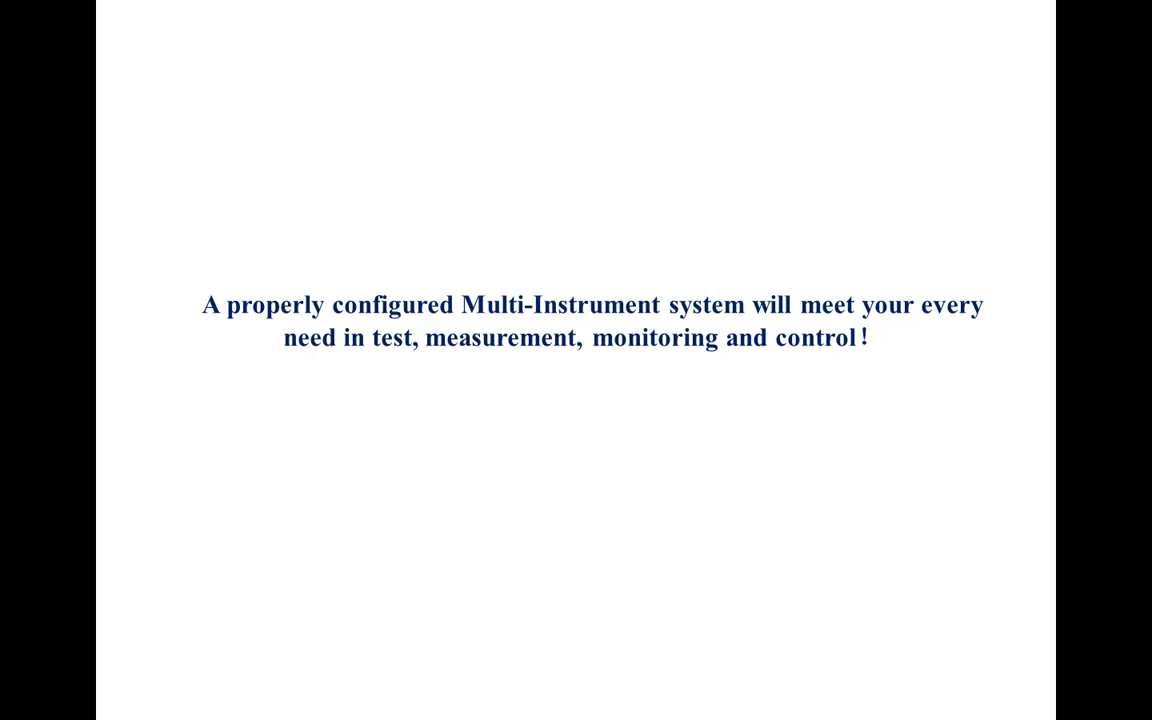 A properly configured Multi-Instrument system will meet your every
need in test, measurement, monitoring and control!